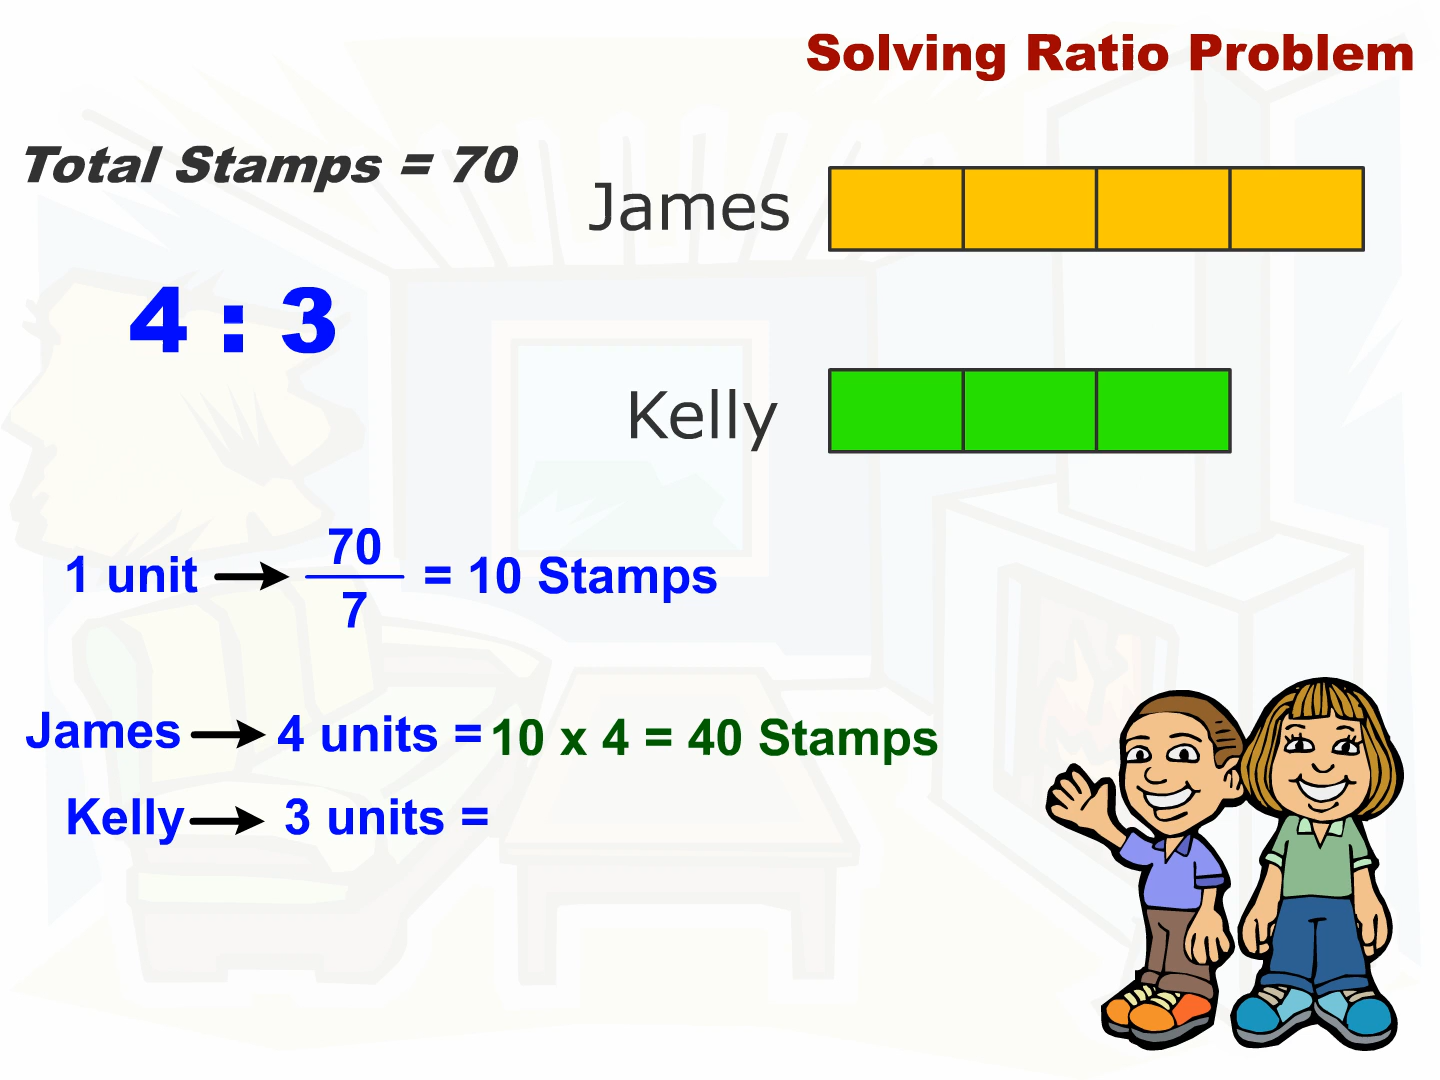 Solving Ratio Problem
Total Stamps = 70
James
4 : 3
Kelly
1 unit → 70/7 = 10 Stamps
James → 4 units = 10 x 4 = 40 Stamps
Kelly → 3 units =